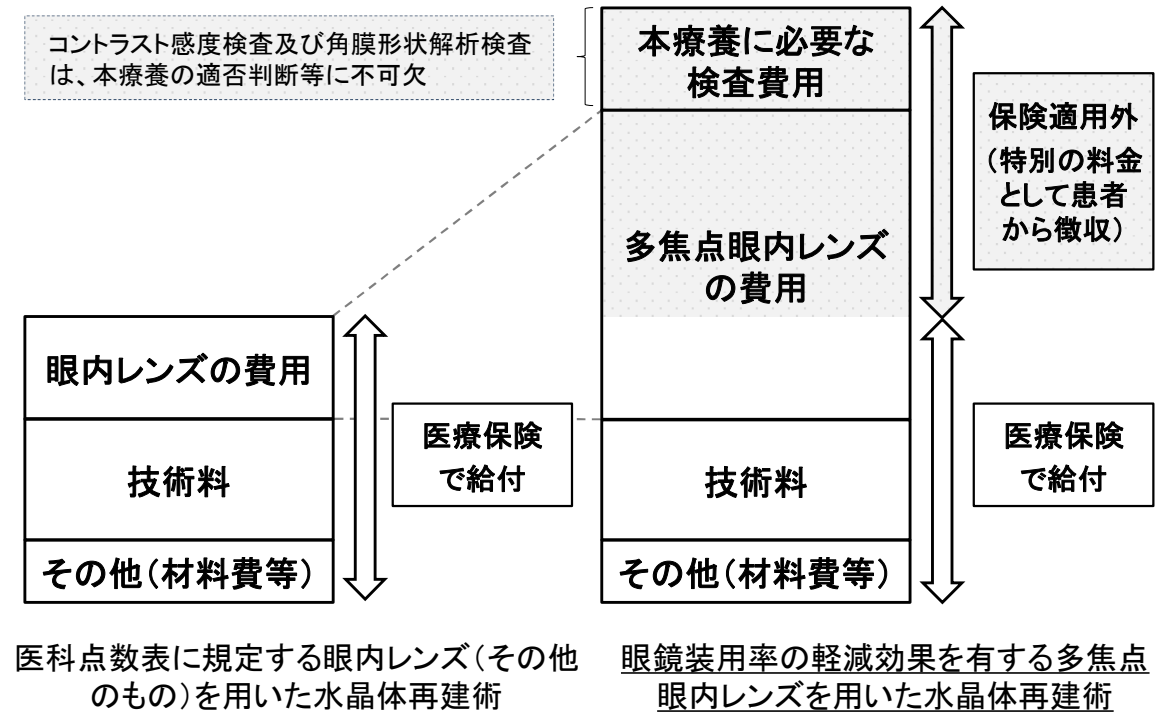 コントラスト感度検査及び角膜形状解析検査
は、本療養の適否判断等に不可欠
本療養に必要な
検査費用
保険適用外
（特別の料金
として患者
から徴収）
多焦点眼内レンズ
の費用
眼内レンズの費用
医療保険
で給付
医療保険
で給付
技術料
技術料
その他（材料費等）
その他（材料費等）
医科点数表に規定する眼内レンズ（その他
のもの）を用いた水晶体再建術
眼鏡装用率の軽減効果を有する多焦点
眼内レンズを用いた水晶体再建術